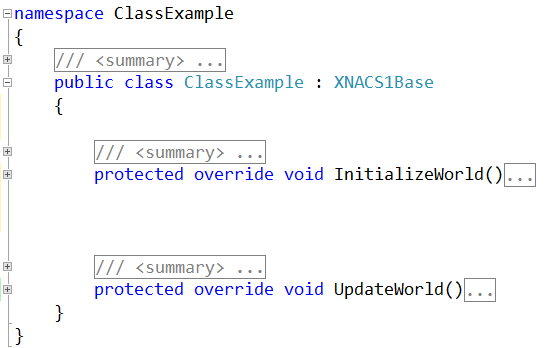 namespace ClassExample
{
/// <summary> ...
public class ClassExample : XNACS1Base
{
/// <summary> ...
protected override void InitializeWorld()...
/// <summary> ...
protected override void UpdateWorld()...
}
}